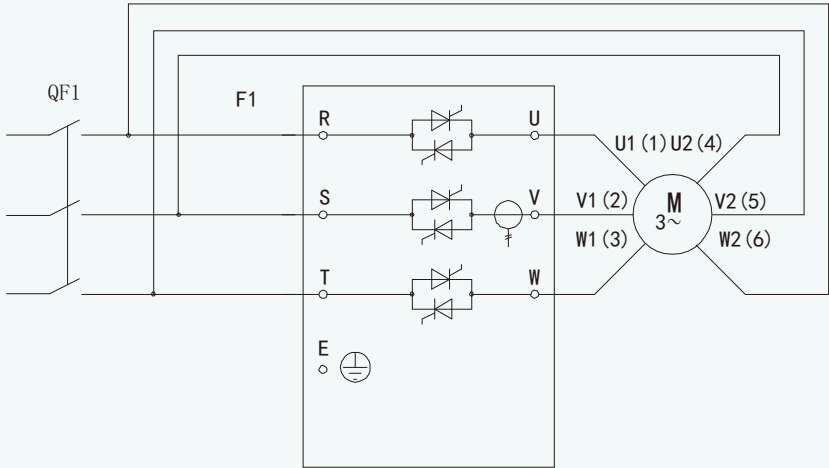 QF1
F1
R
U
U1(1) U2(4)
S
V
V1(2)
M
3~
V2(5)
W1(3)
W2(6)
T
W
E